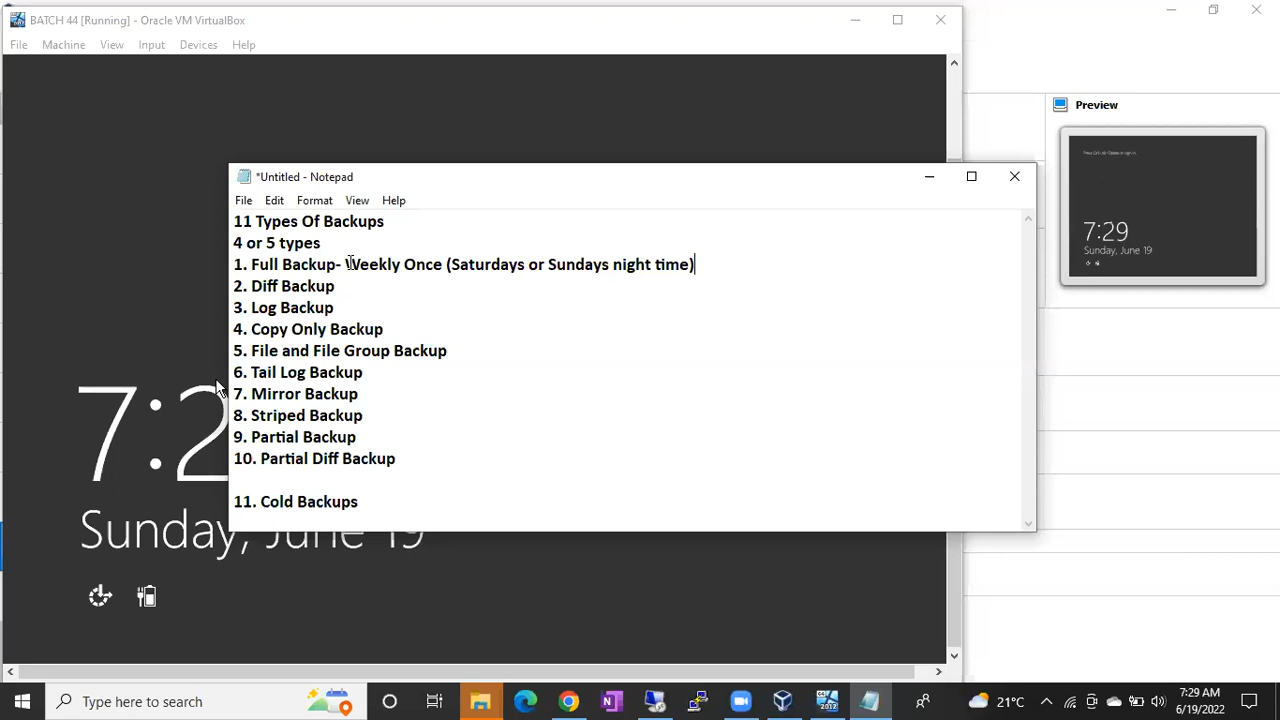 BATCH 44 [Running] - Oracle VM VirtualBox
File Machine View Input Devices Help
Preview
*Untitled - Notepad
File Edit Format View Help
11 Types Of Backups
4 or 5 types
1. Full Backup- Weekly Once (Saturdays or Sundays night time)
2. Diff Backup
3. Log Backup
4. Copy Only Backup
5. File and File Group Backup
6. Tail Log Backup
7. Mirror Backup
8. Striped Backup
9. Partial Backup
10. Partial Diff Backup
11. Cold Backups
7:2
Sunday, June 19
7:29
Sunday, June 19
Type here to search
21°C
7:29 AM
6/19/2022